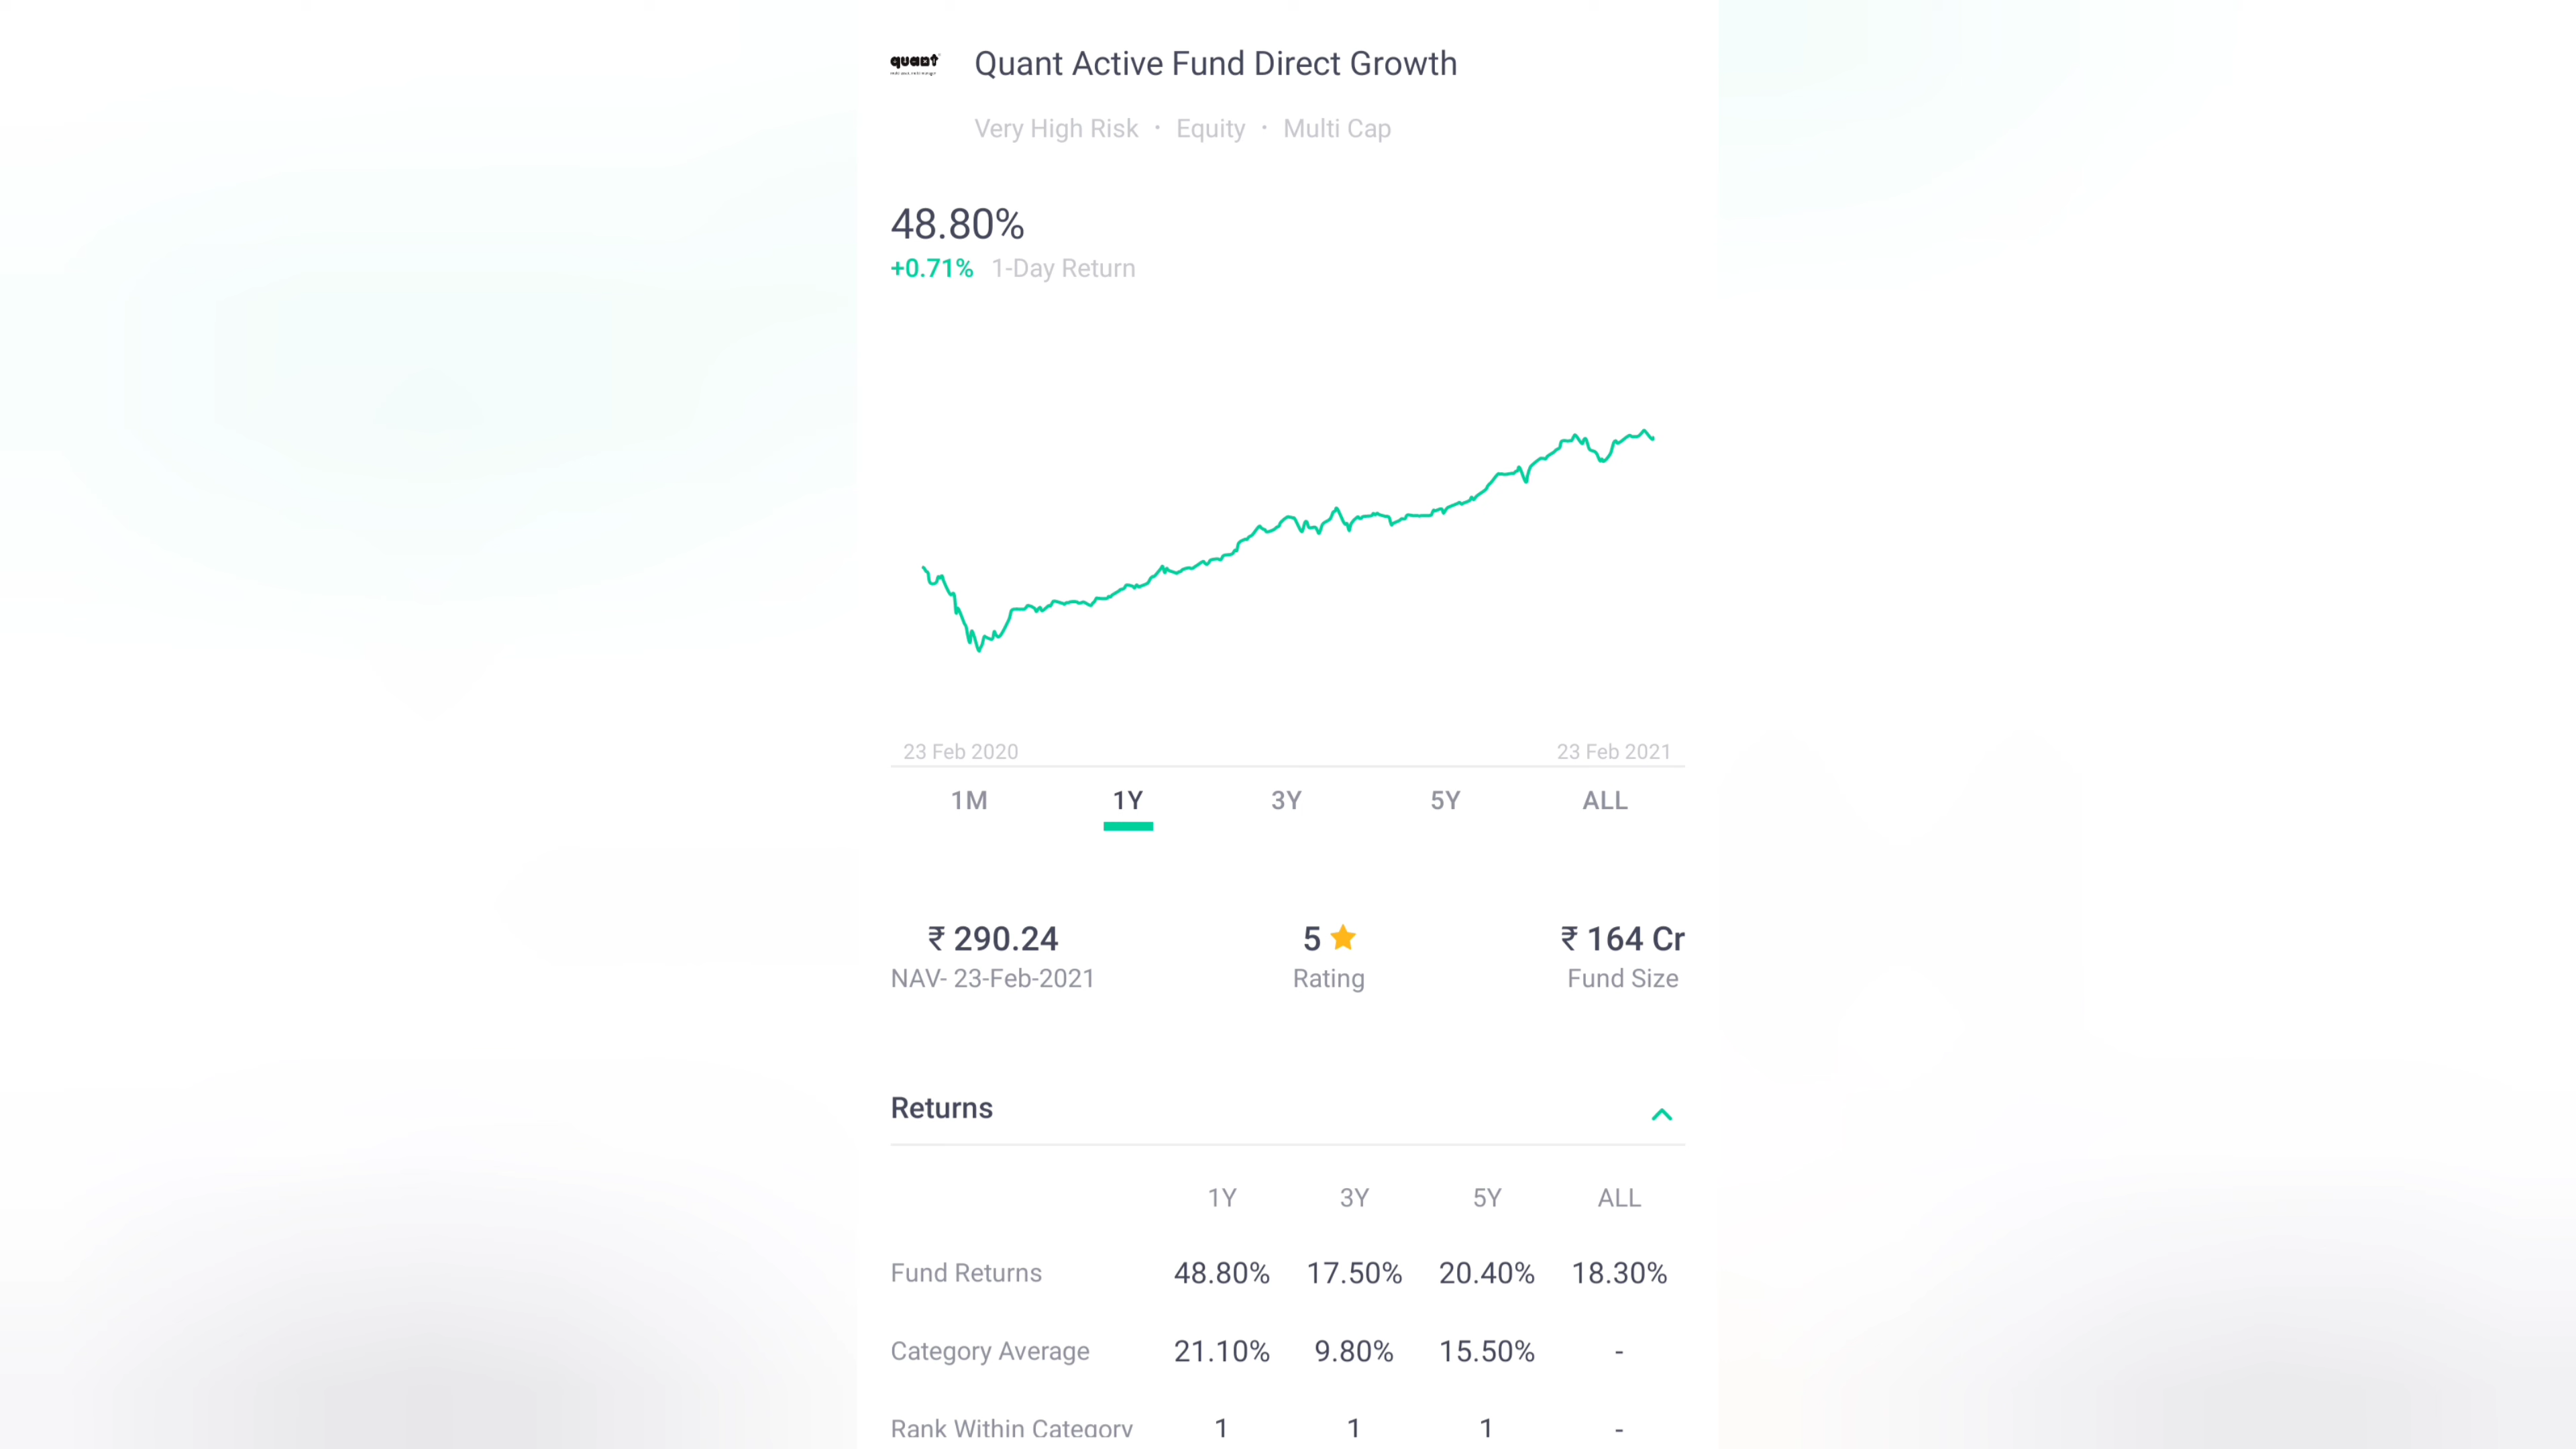 quant
Quant Active Fund Direct Growth
Very High Risk · Equity · Multi Cap
48.80%
+0.71% 1-Day Return
23 Feb 2020 23 Feb 2021
1M 1Y 3Y 5Y ALL
₹ 290.24 5 ₹ 164 Cr
NAV- 23-Feb-2021 Rating Fund Size
Returns
1Y 3Y 5Y ALL
Fund Returns 48.80% 17.50% 20.40% 18.30%
Category Average 21.10% 9.80% 15.50% -
Rank Within Category 1 1 1 -